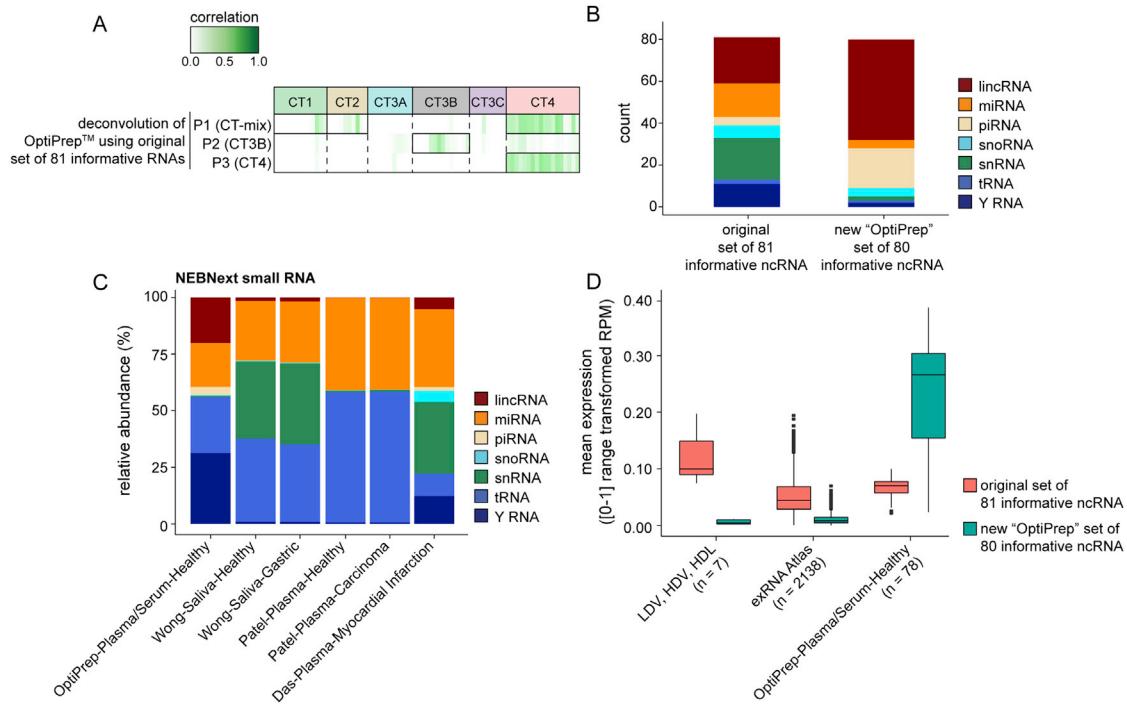 A
correlation
0.0 0.5 1.0
CT1 CT2 CT3A CT3B CT3C CT4
deconvolution of
OptiPrep™ using original
set of 81 informative RNAs
P1 (CT-mix)
P2 (CT3B)
P3 (CT4)
B
count
80
60
40
20
0
original
set of 81
informative ncRNA
new “OptiPrep”
set of 80
informative ncRNA
lincRNA
miRNA
piRNA
snoRNA
snRNA
tRNA
Y RNA
C
NEBNext small RNA
relative abundance (%)
100
75
50
25
0
OptiPrep-Plasma/Serum-Healthy
Wong-Saliva-Healthy
Wong-Saliva-Gastric
Patel-Plasma-Healthy
Patel-Plasma-Carcinoma
Das-Plasma-Myocardial Infarction
lincRNA
miRNA
piRNA
snoRNA
snRNA
tRNA
Y RNA
D
mean expression
([0-1] range transformed RPM)
0.40
0.30
0.20
0.10
0.00
LDV, HDV, HDL
(n = 7)
exRNA Atlas
(n = 2138)
OptiPrep-Plasma/Serum-Healthy
(n = 78)
original set of
81 informative ncRNA
new “OptiPrep” set of
80 informative ncRNA